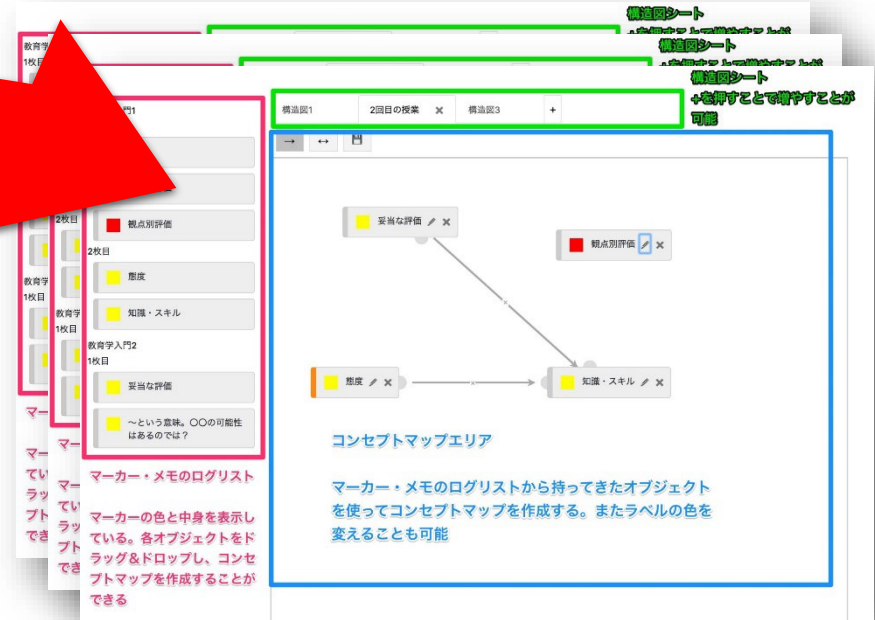 構造図シート
構造図シート
構造図シート
+を押すことで増やすことが
可能
教育学
1枚目
2枚目
教育学
1枚目
教育学
1枚目
門1
観点別評価
2枚目
態度
知識・スキル
教育学入門2
1枚目
妥当な評価
〜という意味。〇〇の可能性
はあるのでは？
構造図1
2回目の授業
構造図3
+
→
↔
妥当な評価
観点別評価
態度
知識・スキル
コンセプトマップエリア
マーカー・メモのログリストから持ってきたオブジェクト
を使ってコンセプトマップを作成する。またラベルの色を
変えることも可能
マーカー・メモのログリスト
マーカーの色と中身を表示し
ている。各オブジェクトをド
ラッグ&ドロップし、コンセ
プトマップを作成することが
できる